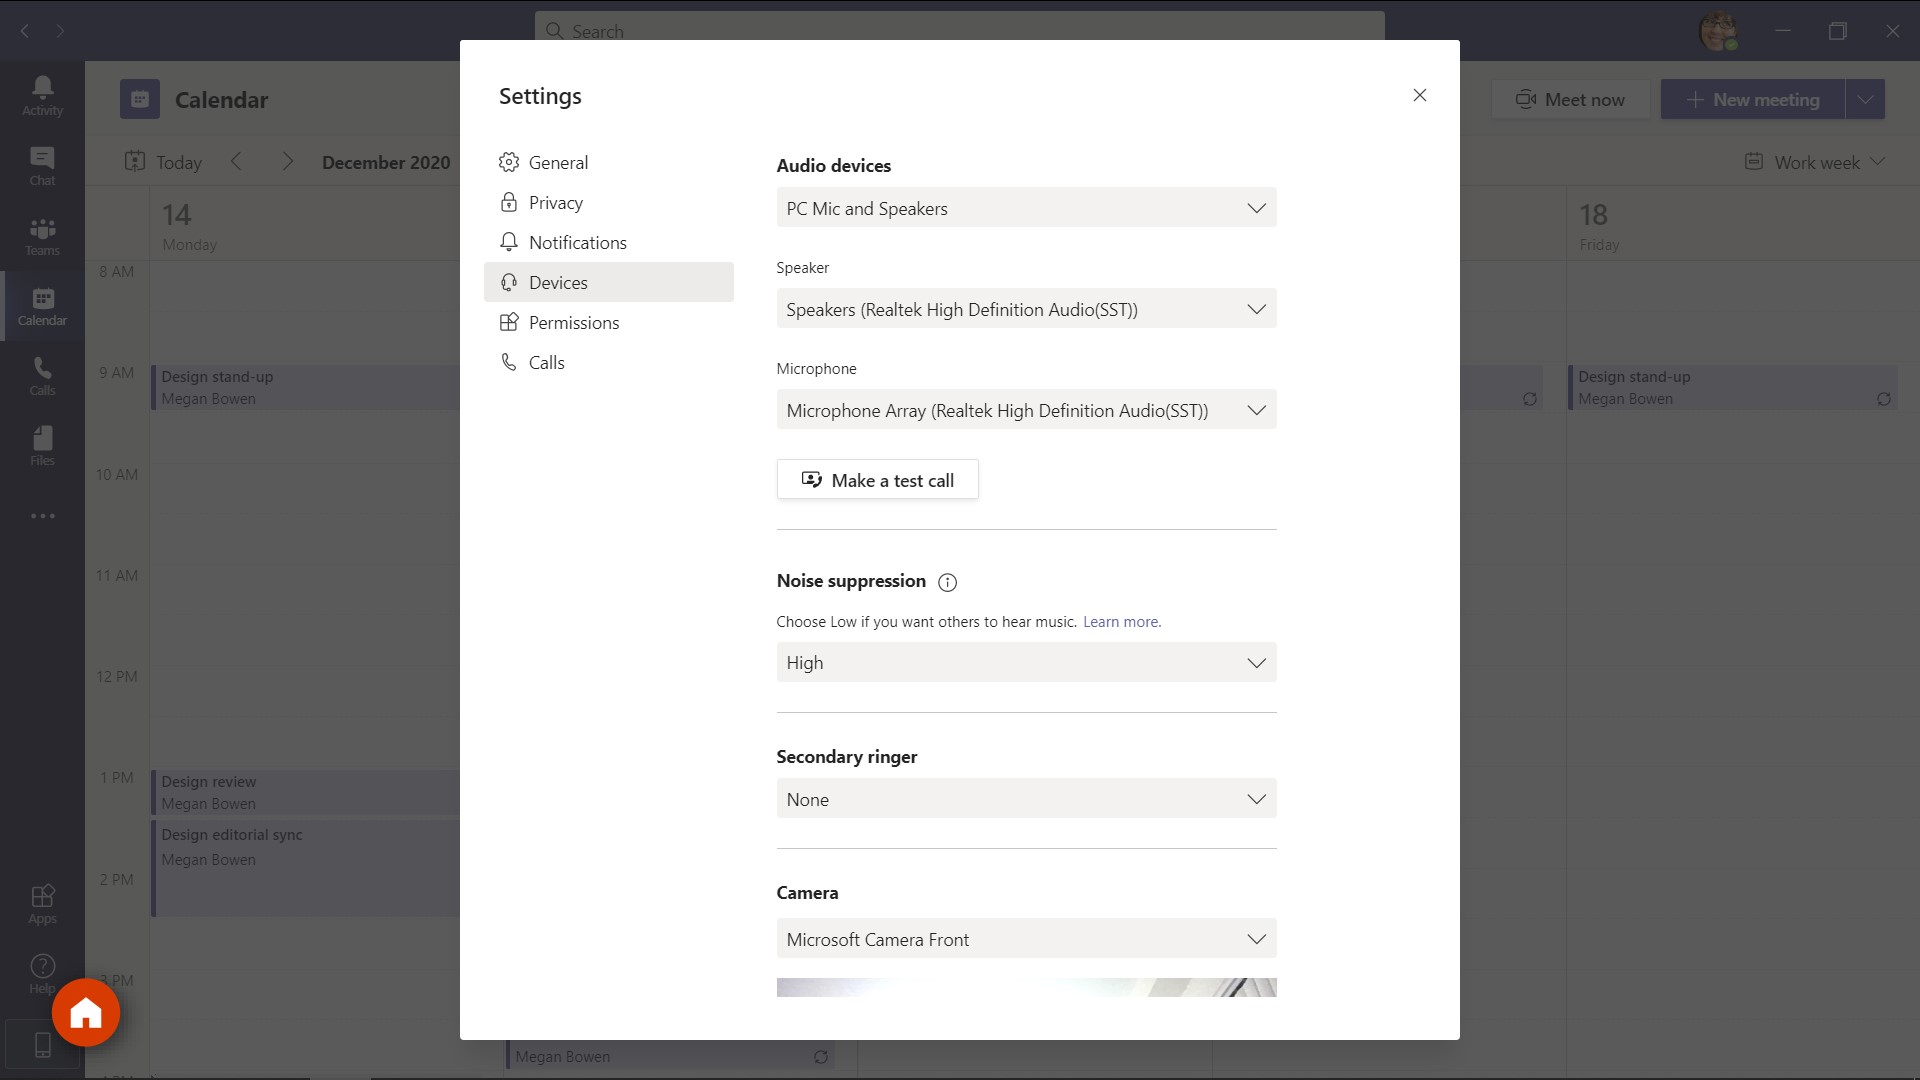 Search
Activity
Chat
Teams
Calendar
Calls
Files
Apps
Help
Calendar
Meet now
New meeting
Today
December 2020
Work week
14
Monday
18
Friday
8 AM
9 AM
10 AM
11 AM
12 PM
1 PM
2 PM
3 PM
Design stand-up
Megan Bowen
Design review
Megan Bowen
Design editorial sync
Megan Bowen
Megan Bowen
Design stand-up
Megan Bowen
Settings
General
Privacy
Notifications
Devices
Permissions
Calls
Audio devices
PC Mic and Speakers
Speaker
Speakers (Realtek High Definition Audio(SST))
Microphone
Microphone Array (Realtek High Definition Audio(SST))
Make a test call
Noise suppression
Choose Low if you want others to hear music. Learn more.
High
Secondary ringer
None
Camera
Microsoft Camera Front